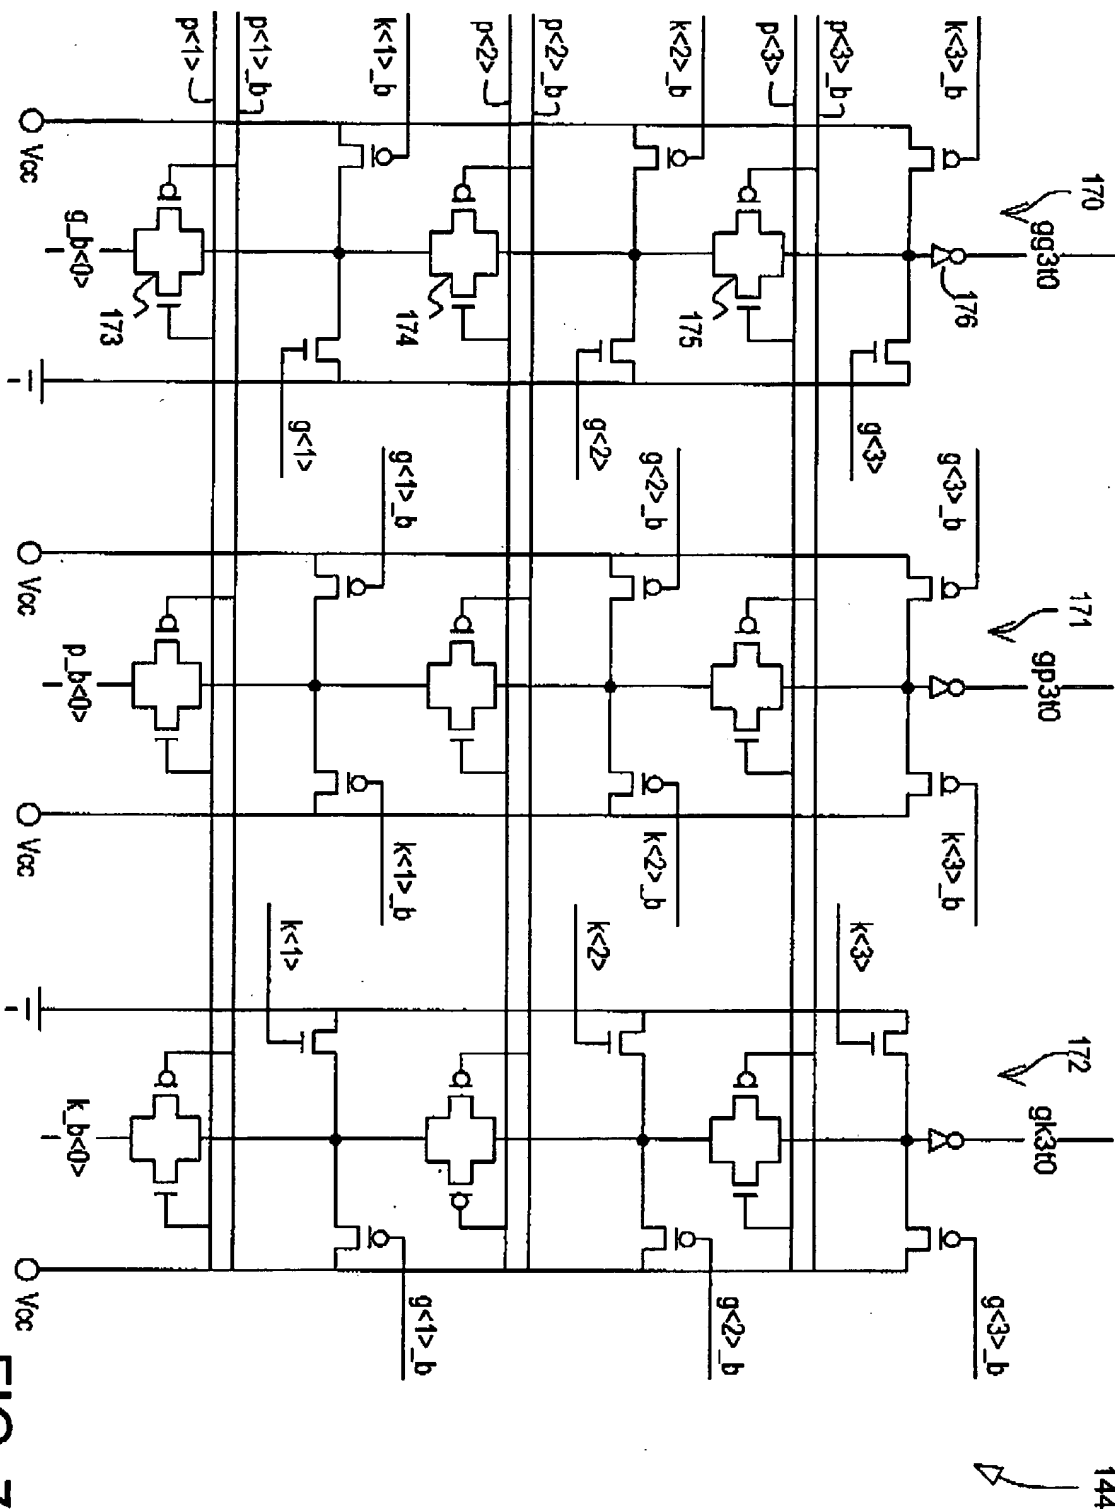 144
170
171
172
gg3t0
gp3t0
gk3t0
176
k<3>_b
g<3>_b
k<3>_b
g<3>_b
g<3>
k<3>
p<3>_b
p<3>
175
k<2>_b
g<2>_b
k<2>_b
g<2>_b
g<2>
k<2>
p<2>_b
p<2>
174
k<1>_b
g<1>_b
k<1>_b
g<1>_b
g<1>
k<1>
p<1>_b
p<1>
173
g_b<0>
p_b<0>
k_b<0>
Vcc
Vcc
Vcc
Vcc